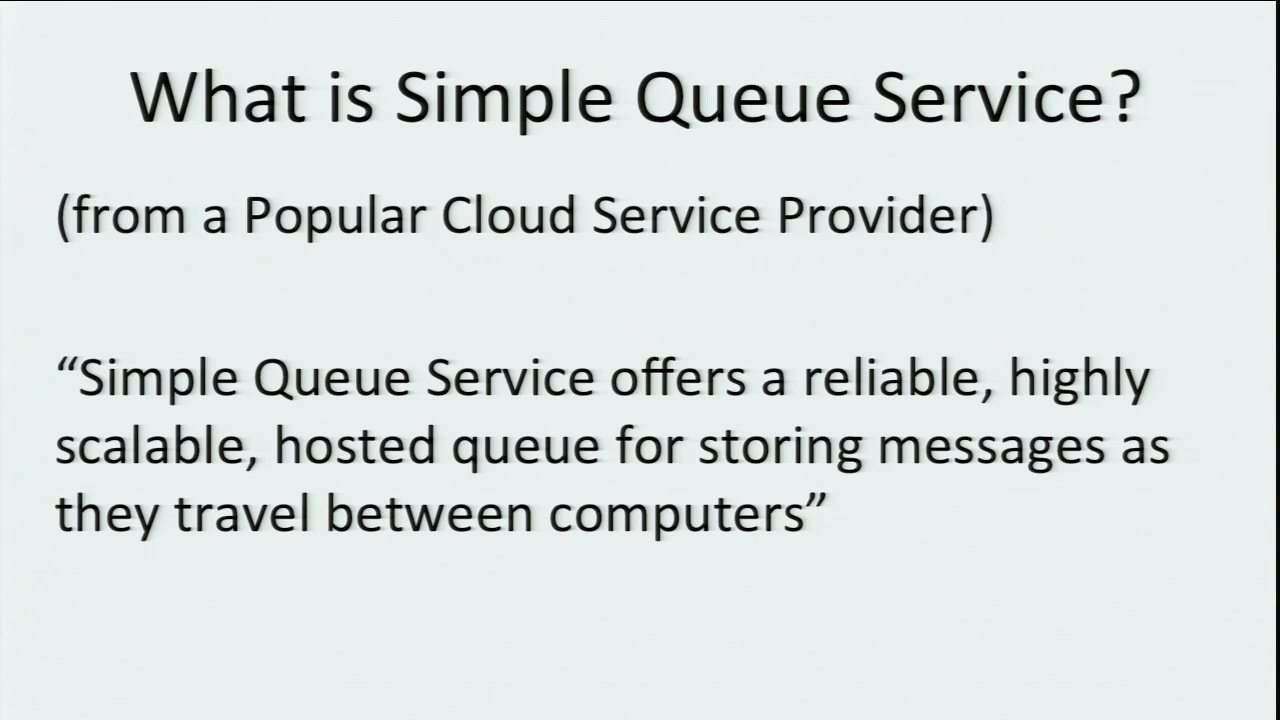 What is Simple Queue Service?
(from a Popular Cloud Service Provider)
“Simple Queue Service offers a reliable, highly
scalable, hosted queue for storing messages as
they travel between computers”